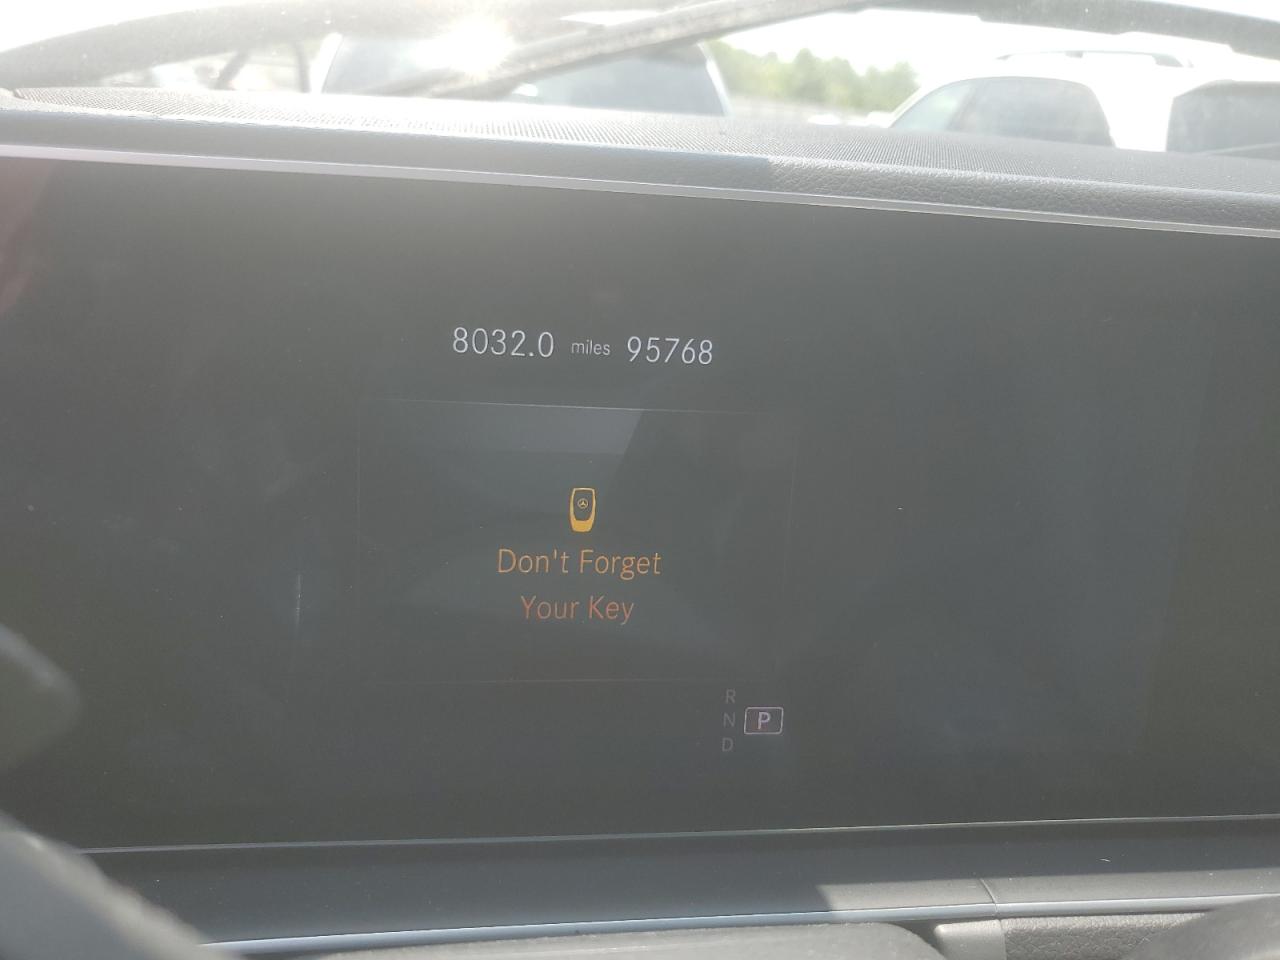 8032.0 miles 95768
Don't Forget
Your Key
R
N P
D